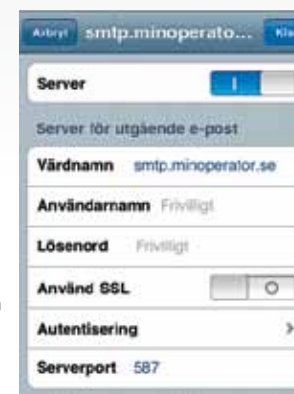 Avbryt smtp.minoperato...
Server
Server för utgående e-post
Värdnamn smtp.minoperator.se
Användarnamn Frivilligt
Lösenord Frivilligt
Använd SSL
Autentisering
Serverport 587